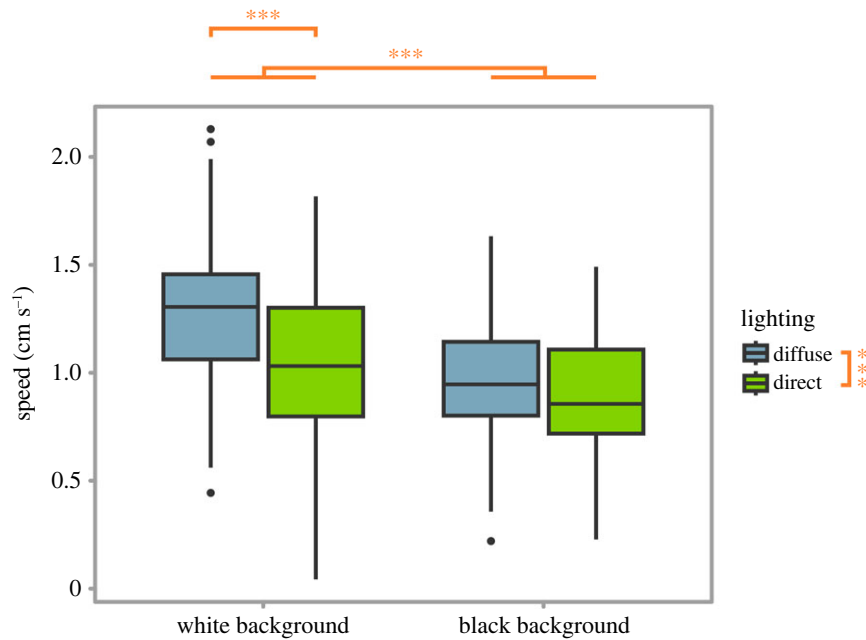 ***
***
2.0
1.5
1.0
0.5
0
speed (cm s⁻¹)
white background
black background
lighting
diffuse
direct
***